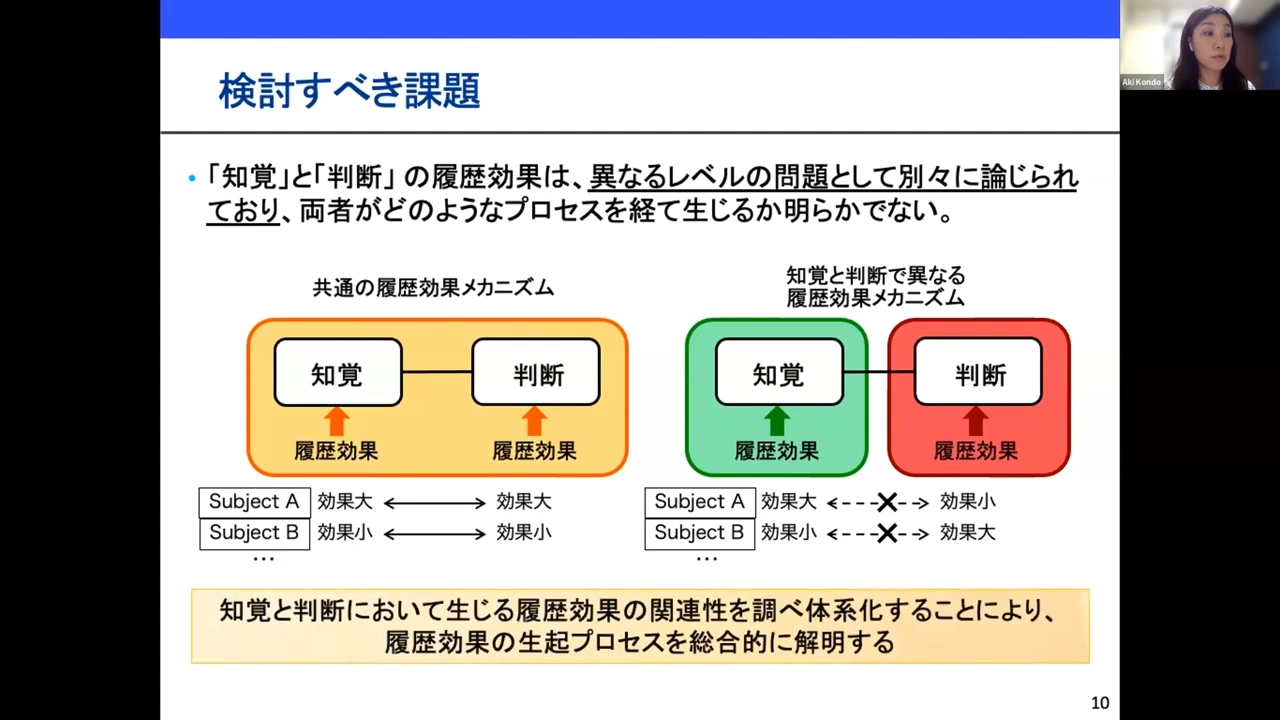 検討すべき課題
Aki Kondo
•「知覚」と「判断」の履歴効果は、異なるレベルの問題として別々に論じられ
ており、両者がどのようなプロセスを経て生じるか明らかでない。
共通の履歴効果メカニズム
知覚と判断で異なる
履歴効果メカニズム
知覚 判断 知覚 判断
履歴効果 履歴効果 履歴効果 履歴効果
Subject A 効果大 効果大 Subject A 効果大 効果小
Subject B 効果小 効果小 Subject B 効果小 効果大
… …
知覚と判断において生じる履歴効果の関連性を調べ体系化することにより、
履歴効果の生起プロセスを総合的に解明する
10